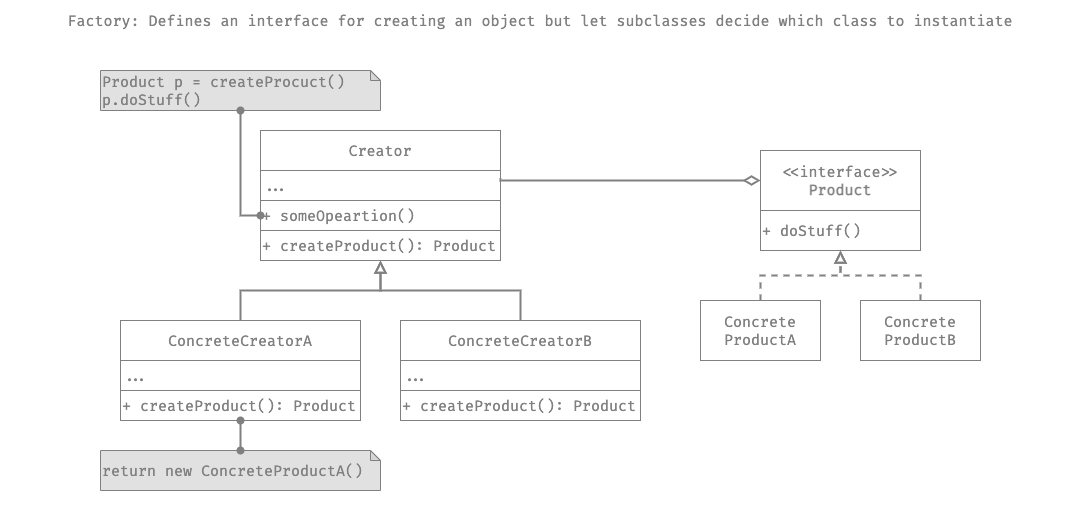 Factory: Defines an interface for creating an object but let subclasses decide which class to instantiate
Product p = createProcuct()
p.doStuff()
Creator
...
+ someOpeartion()
+ createProduct(): Product
<<interface>>
Product
+ doStuff()
ConcreteCreatorA
...
+ createProduct(): Product
ConcreteCreatorB
...
+ createProduct(): Product
Concrete
ProductA
Concrete
ProductB
return new ConcreteProductA()